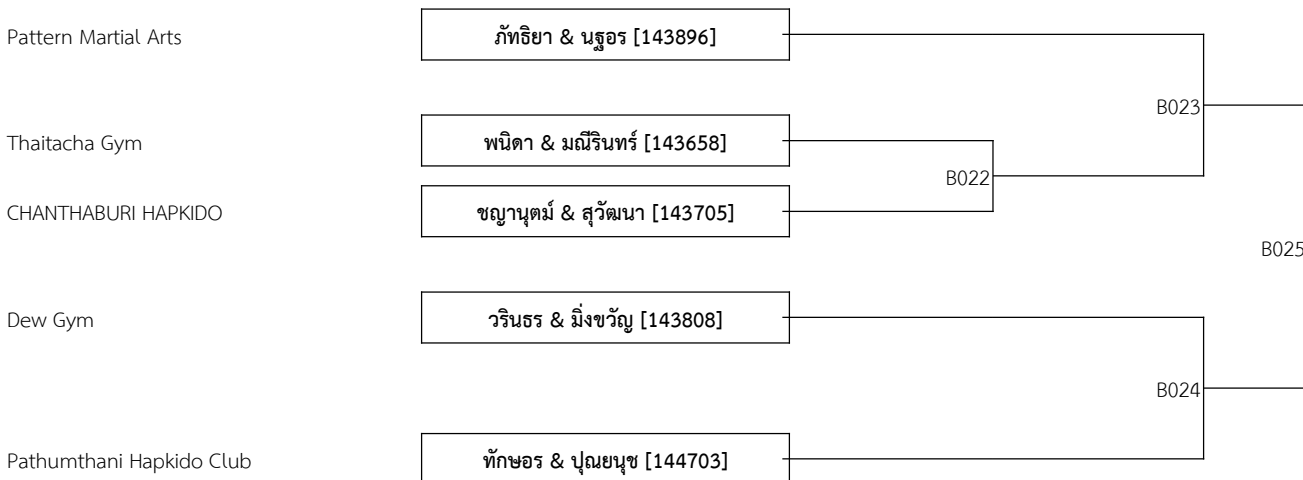 Pattern Martial Arts ภัทธิยา & นฐอร [143896]
B023
Thaitacha Gym พนิดา & มณีรินทร์ [143658]
B022
CHANTHABURI HAPKIDO ชญานุตม์ & สุวัฒนา [143705]
B025
Dew Gym วรินธร & มิ่งขวัญ [143808]
B024
Pathumthani Hapkido Club ทักษอร & ปุณยนุช [144703]